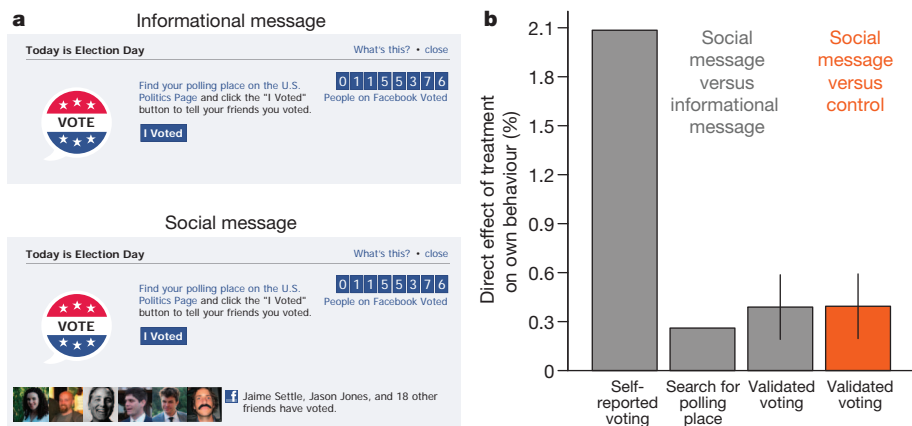 a
Informational message
Today is Election Day
What's this? • close
Find your polling place on the U.S.
Politics Page and click the "I Voted"
button to tell your friends you voted.
I Voted
VOTE
0 1 1 5 5 3 7 6
People on Facebook Voted
Social message
Today is Election Day
What's this? • close
Find your polling place on the U.S.
Politics Page and click the "I Voted"
button to tell your friends you voted.
I Voted
VOTE
0 1 1 5 5 3 7 6
People on Facebook Voted
f Jaime Settle, Jason Jones, and 18 other
friends have voted.
b
Direct effect of treatment
on own behaviour (%)
2.1
1.8
1.5
1.2
0.9
0.6
0.3
0
Social
message
versus
informational
message
Social
message
versus
control
Self-
reported
voting
Search for
polling
place
Validated
voting
Validated
voting